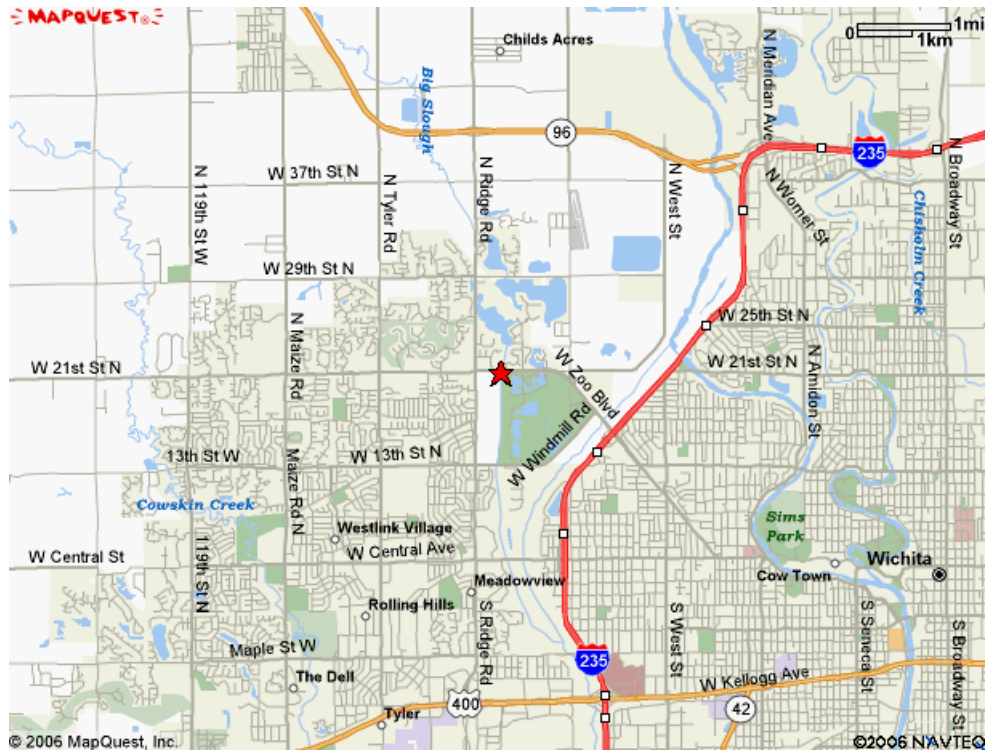 MAPQUEST
Childs Acres
0 1mi
1km
Big Slough
N Meridian Ave
96
235
N Broadway St
W 37th St N
N 119th St W
N Tyler Rd
N Ridge Rd
N West St
N Womer St
Chisholm Creek
W 29th St N
N Maize Rd
W 25th St N
W 21st St N
W Zoo Blvd
W 21st St N
N Amidon St
W Windmill Rd
13th St W
W 13th St N
Maize Rd N
Cowskin Creek
Westlink Village
Sims
Park
W Central St
W Central Ave
119th St N
Cow Town
Wichita
Meadowview
Rolling Hills
S Ridge Rd
S West St
S Seneca St
S Broadway St
Maple St W
235
The Dell
W Kellogg Ave
400
42
Tyler
© 2006 MapQuest, Inc.
©2006 NAVTEQ